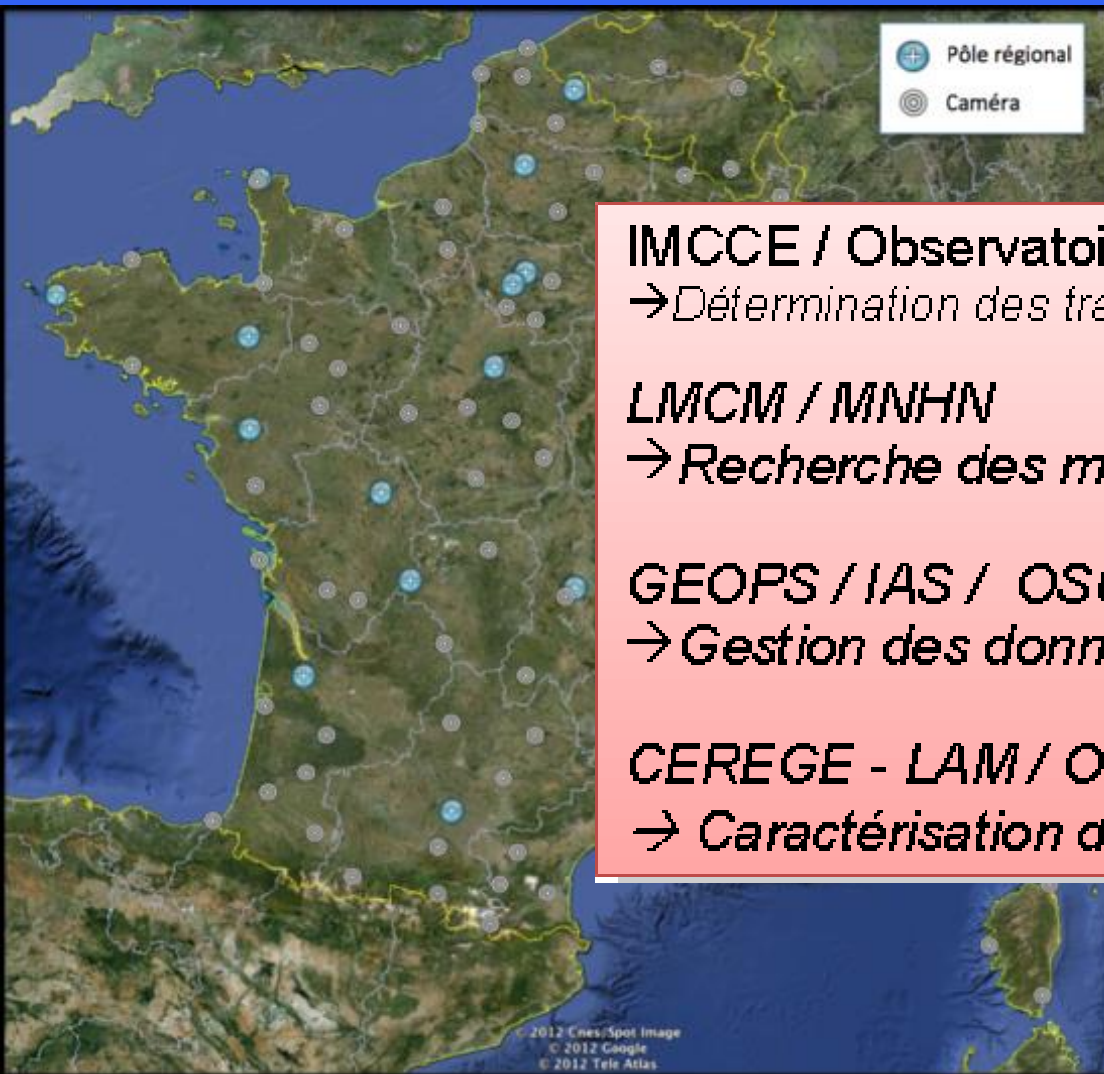 Pôle régional
Caméra
IMCCE / Observatoi
→Détermination des tra
LMCM / MNHN
→Recherche des m
GEOPS / IAS / OSU
→Gestion des donn
CEREGE - LAM / O
→ Caractérisation d
© 2012 Cnes/Spot Image
© 2012 Google
© 2012 Tele Atlas